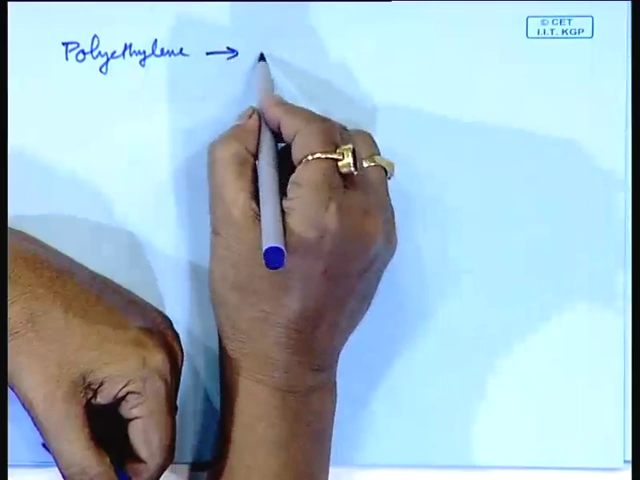 Polyethylene →
© CET
I.I.T. KGP